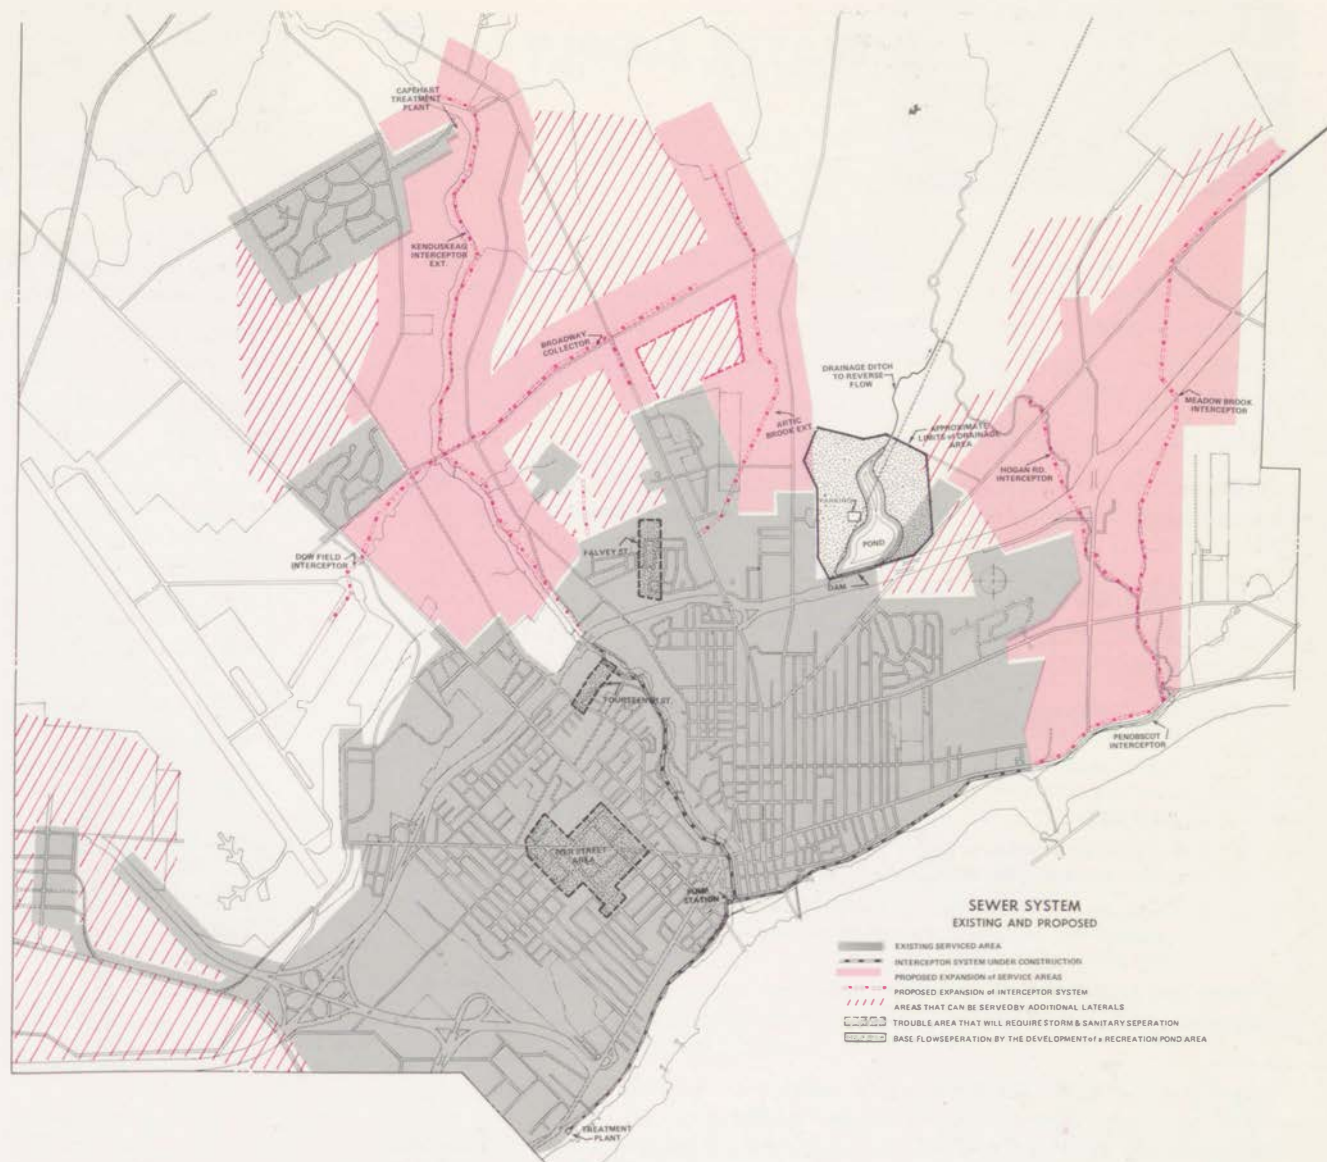 CAPEHART
TREATMENT
PLANT
KENDUSKEAG
INTERCEPTOR
EXT.
BROADWAY
COLLECTOR
DRAINAGE DITCH
TO REVERSE
FLOW
ARTIC
BROOK EXT.
APPROXIMATE
LIMITS of DRAINAGE
AREA
MEADOW BROOK
INTERCEPTOR
HOGAN RD.
INTERCEPTOR
PARKING
POND
DAM
DOW FIELD
INTERCEPTOR
FALVEY ST.
FOURTEENTH ST.
PENOBSCOT
INTERCEPTOR
STREET
AREA
PUMP
STATION
TREATMENT
PLANT
SEWER SYSTEM
EXISTING AND PROPOSED
EXISTING SERVICED AREA
INTERCEPTOR SYSTEM UNDER CONSTRUCTION
PROPOSED EXPANSION of SERVICE AREAS
PROPOSED EXPANSION of INTERCEPTOR SYSTEM
AREAS THAT CAN BE SERVED BY ADDITIONAL LATERALS
TROUBLE AREA THAT WILL REQUIRE STORM & SANITARY SEPERATION
BASE FLOW SEPERATION BY THE DEVELOPMENT of a RECREATION POND AREA